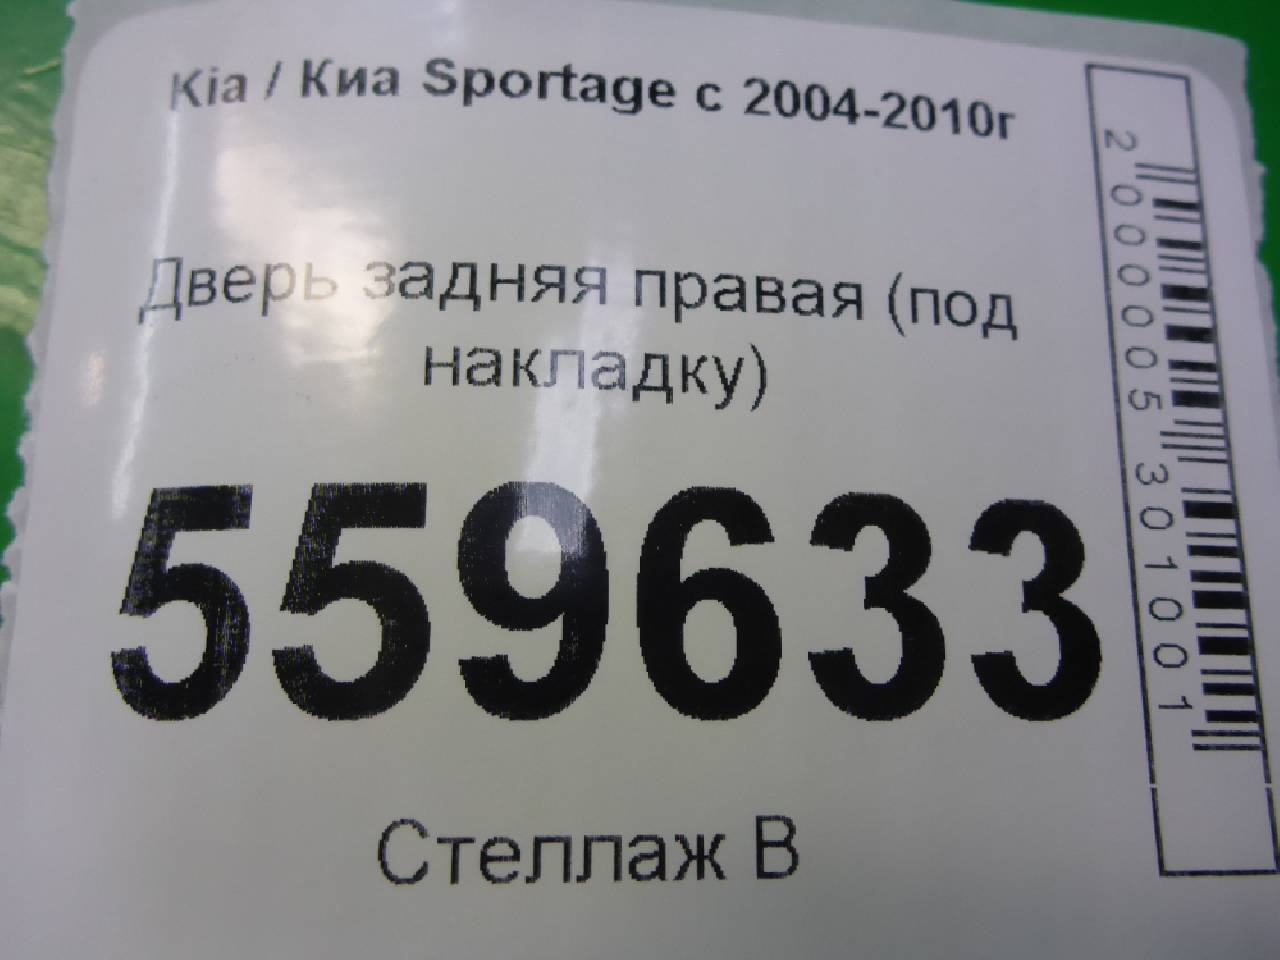 Kia / Киа Sportage с 2004-2010г
Дверь задняя правая (под
накладку)
559633
Стеллаж В
2000005301001